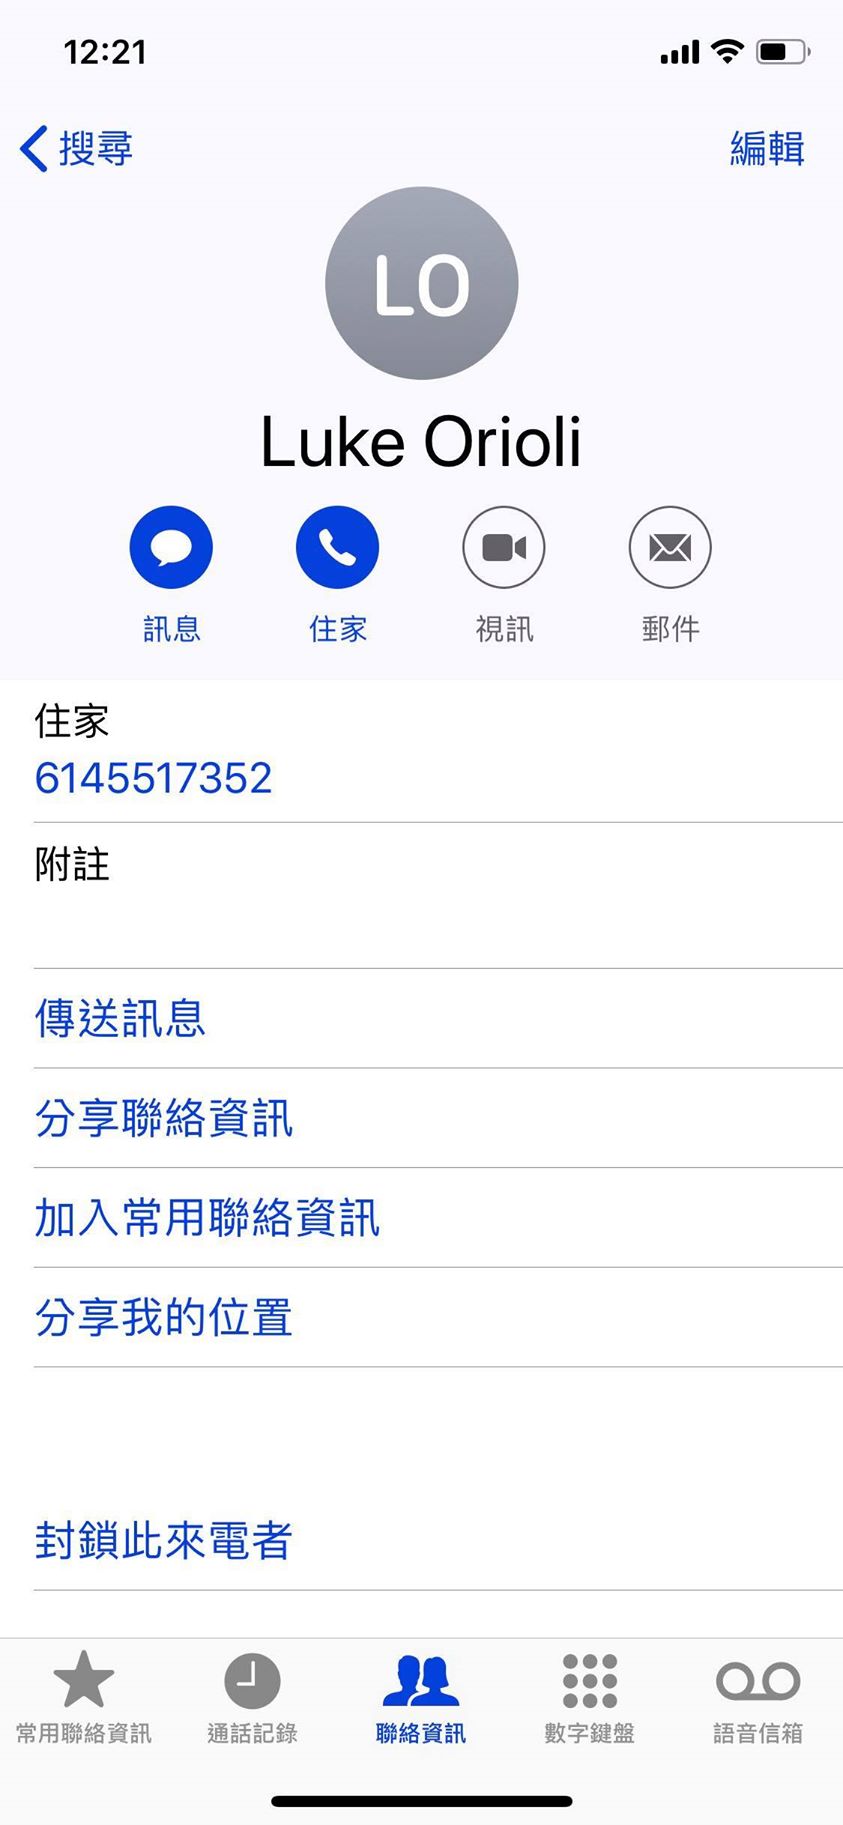 12:21
搜尋
編輯
LO
Luke Orioli
訊息
住家
視訊
郵件
住家
6145517352
附註
傳送訊息
分享聯絡資訊
加入常用聯絡資訊
分享我的位置
封鎖此來電者
常用聯絡資訊
通話記錄
聯絡資訊
數字鍵盤
語音信箱